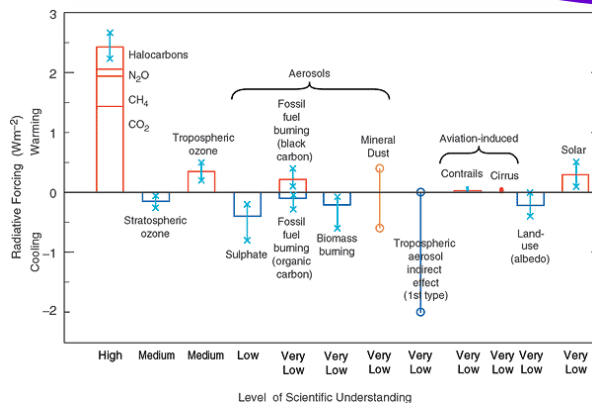 3
2
1
0
−1
−2
Radiative Forcing (Wm−2)
Cooling
Warming
Halocarbons
N2O
CH4
CO2
Stratospheric
ozone
Tropospheric
ozone
Aerosols
Sulphate
Fossil
fuel
burning
(black
carbon)
Fossil
fuel
burning
(organic
carbon)
Biomass
burning
Mineral
Dust
Tropospheric
aerosol
indirect
effect
(1st type)
Aviation-induced
Contrails
Cirrus
Land-
use
(albedo)
Solar
High
Medium
Medium
Low
Very
Low
Very
Low
Very
Low
Very
Low
Very
Low
Very
Low
Very
Low
Very
Low
Level of Scientific Understanding